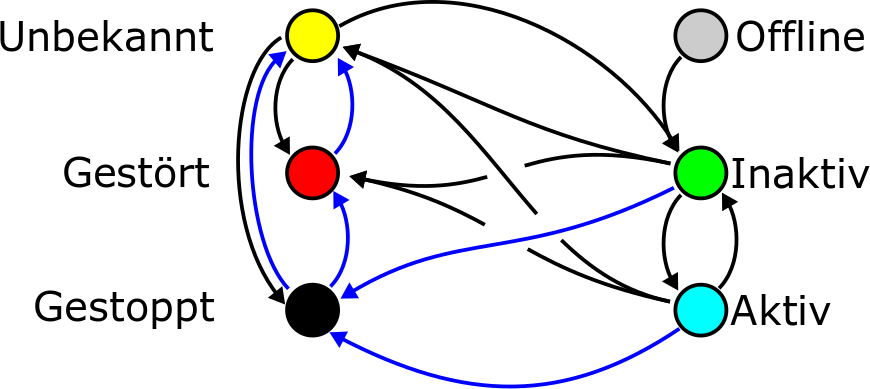 Unbekannt
Offline
Gestört
Inaktiv
Gestoppt
Aktiv